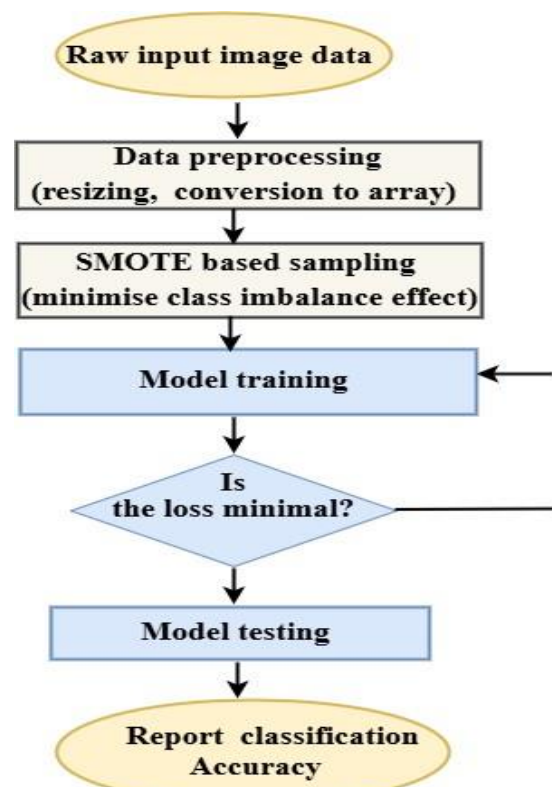 Raw input image data
Data preprocessing
(resizing, conversion to array)
SMOTE based sampling
(minimise class imbalance effect)
Model training
Is
the loss minimal?
Model testing
Report classification
Accuracy